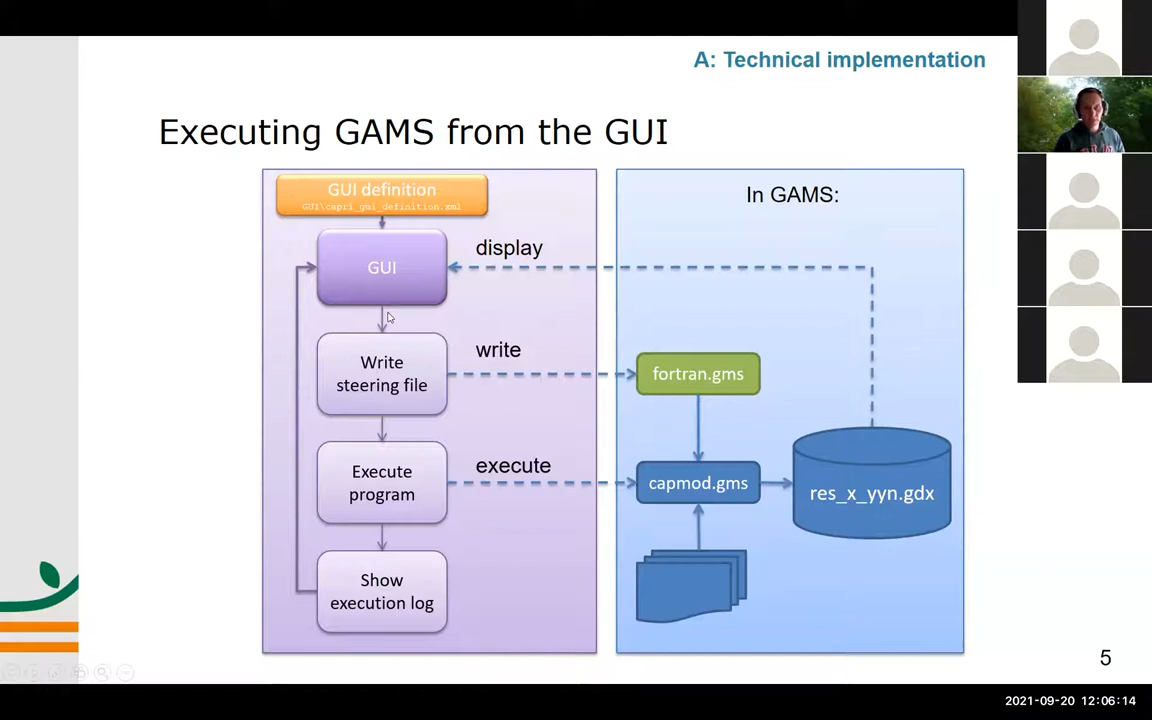 A: Technical implementation
Executing GAMS from the GUI
GUI definition
GUI\capri_gui_definition.xml
In GAMS:
display
GUI
write
Write
steering file
fortran.gms
execute
Execute
program
capmod.gms
res_x_yyn.gdx
Show
execution log
5
2021-09-20 12:06:14